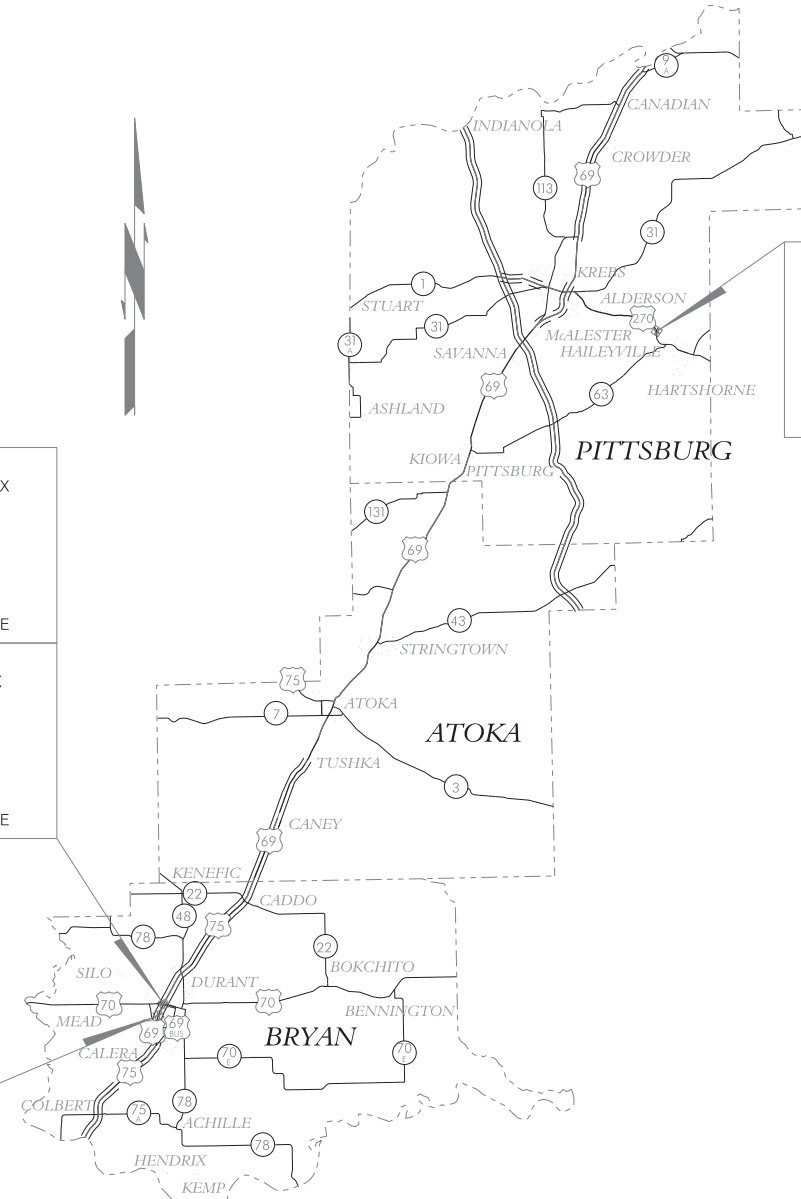 9
A
CANADIAN
INDIANOLA
CROWDER
69
113
31
KREBS
1
ALDERSON
STUART
270
31
McALESTER
31
A
SAVANNA
HAILEYVILLE
69
HARTSHORNE
63
ASHLAND
PITTSBURG
KIOWA
PITTSBURG
X
131
69
E
43
STRINGTOWN
75
ATOKA
7
ATOKA
TUSHKA
3
E
CANEY
69
KENEFIC
22
CADDO
48
75
78
22
SILO
BOKCHITO
DURANT
70
70
BENNINGTON
MEAD
69
69
BUS
BRYAN
CALERA
70
E
70
E
75
COLBERT
78
75
A
ACHILLE
78
HENDRIX
KEMP